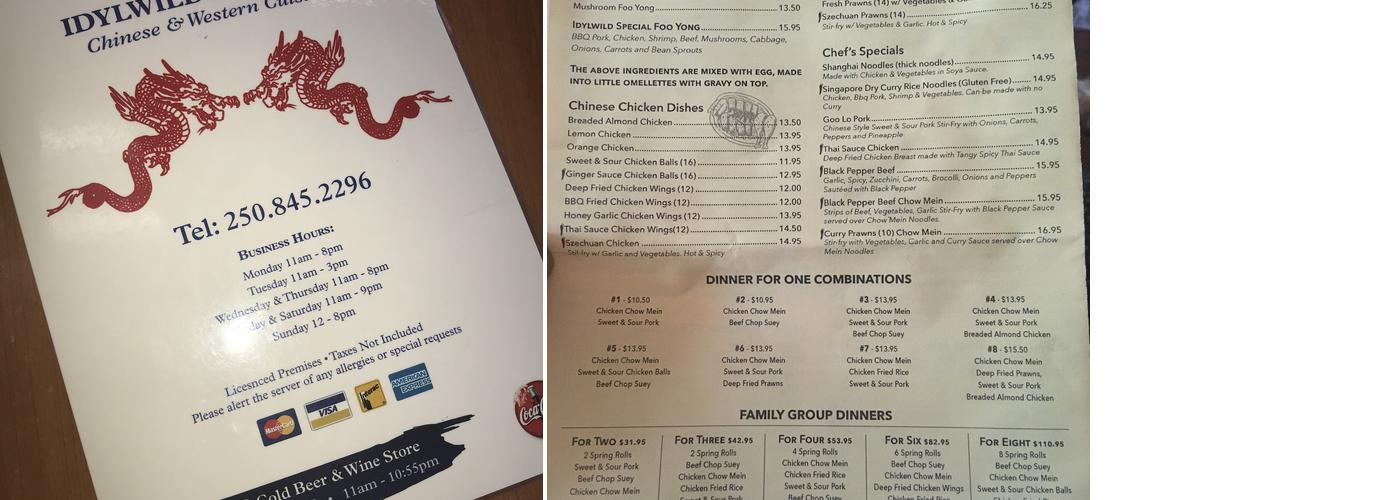 IDYLWILD
Chinese & Western
Tel: 250.845.2296
BUSINESS HOURS:
Monday 11am - 8pm
Tuesday 11am - 3pm
Wednesday & Thursday 11am - 8pm
& Saturday 11am - 9pm
Sunday 12 - 8pm
Licesnced Premises • Taxes Not Included
Please alert the server of any allergies or special requests
MasterCard
VISA
Interac
AMERICAN EXPRESS
Coca
Cold Beer & Wine Store
11am - 10:55pm
Mushroom Foo Yong 13.50
IDYLWILD SPECIAL FOO YONG 15.95
BBQ Pork, Chicken, Shrimp, Beef, Mushrooms, Cabbage,
Onions, Carrots and Bean Sprouts
THE ABOVE INGREDIENTS ARE MIXED WITH EGG, MADE
INTO LITTLE OMELLETTES WITH GRAVY ON TOP.
Chinese Chicken Dishes
Breaded Almond Chicken 13.50
Lemon Chicken 13.95
Orange Chicken 13.95
Sweet & Sour Chicken Balls (16) 11.95
Ginger Sauce Chicken Balls (16) 12.95
Deep Fried Chicken Wings (12) 12.00
BBQ Fried Chicken Wings (12) 12.00
Honey Garlic Chicken Wings (12) 13.95
Thai Sauce Chicken Wings(12) 14.50
Szechuan Chicken 14.95
Stir-fry w/ Garlic and Vegetables. Hot & Spicy
Fresh Prawns (14) w/ Vegetables &
Szechuan Prawns (14) 16.25
Stir-fry w/ Vegetables & Garlic. Hot & Spicy
Chef's Specials
Shanghai Noodles (thick noodles) 14.95
Made with Chicken & Vegetables in Soya Sauce.
Singapore Dry Curry Rice Noodles (Gluten Free) 14.95
Chicken, Bbq Pork, Shrimp & Vegetables. Can be made with no
Curry
Goo Lo Pork 13.95
Chinese Style Sweet & Sour Pork Stir-Fry with Onions, Carrots,
Peppers and Pineapple
Thai Sauce Chicken 14.95
Deep Fried Chicken Breast made with Tangy Spicy Thai Sauce
Black Pepper Beef 15.95
Garlic, Spicy, Zucchini, Carrots, Brocolli, Onions and Peppers
Sautéed with Black Pepper
Black Pepper Beef Chow Mein 15.95
Strips of Beef, Vegetables, Garlic Stir-Fry with Black Pepper Sauce
served over Chow Mein Noodles.
Curry Prawns (10) Chow Mein 16.95
Stir-fry with Vegetables, Garlic and Curry Sauce served over Chow
Mein Noodles
DINNER FOR ONE COMBINATIONS
#1 - $10.50
Chicken Chow Mein
Sweet & Sour Pork
#2 - $10.95
Chicken Chow Mein
Beef Chop Suey
#3 - $13.95
Chicken Chow Mein
Sweet & Sour Pork
Beef Chop Suey
#4 - $13.95
Chicken Chow Mein
Sweet & Sour Pork
Breaded Almond Chicken
#5 - $13.95
Chicken Chow Mein
Sweet & Sour Chicken Balls
Beef Chop Suey
#6 - $13.95
Chicken Chow Mein
Sweet & Sour Pork
Deep Fried Prawns
#7 - $13.95
Chicken Chow Mein
Chicken Fried Rice
Sweet & Sour Pork
#8 - $15.50
Chicken Chow Mein
Deep Fried Prawns,
Sweet & Sour Pork
Breaded Almond Chicken
FAMILY GROUP DINNERS
FOR TWO $31.95
2 Spring Rolls
Sweet & Sour Pork
Beef Chop Suey
Chicken Chow Mein
FOR THREE $42.95
2 Spring Rolls
Beef Chop Suey
Chicken Chow Mein
Chicken Fried Rice
Sweet & Sour Pork
FOR FOUR $53.95
4 Spring Rolls
Chicken Chow Mein
Chicken Fried Rice
Sweet & Sour Pork
Beef Chop Suey
FOR SIX $82.95
6 Spring Rolls
Beef Chop Suey
Chicken Chow Mein
Deep Fried Chicken Wings
Chicken Fried Rice
FOR EIGHT $110.95
8 Spring Rolls
Beef Chop Suey
Chicken Chow Mein
Sweet & Sour Chicken Balls